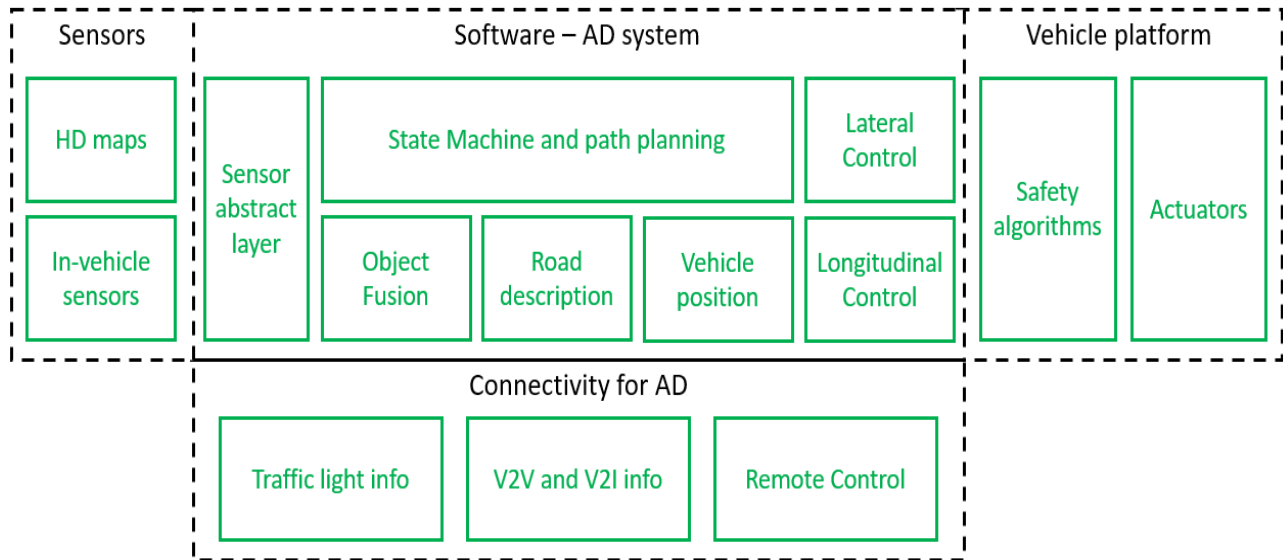 Sensors
Software – AD system
Vehicle platform
HD maps
In-vehicle
sensors
Sensor
abstract
layer
State Machine and path planning
Lateral
Control
Object
Fusion
Road
description
Vehicle
position
Longitudinal
Control
Safety
algorithms
Actuators
Connectivity for AD
Traffic light info
V2V and V2I info
Remote Control